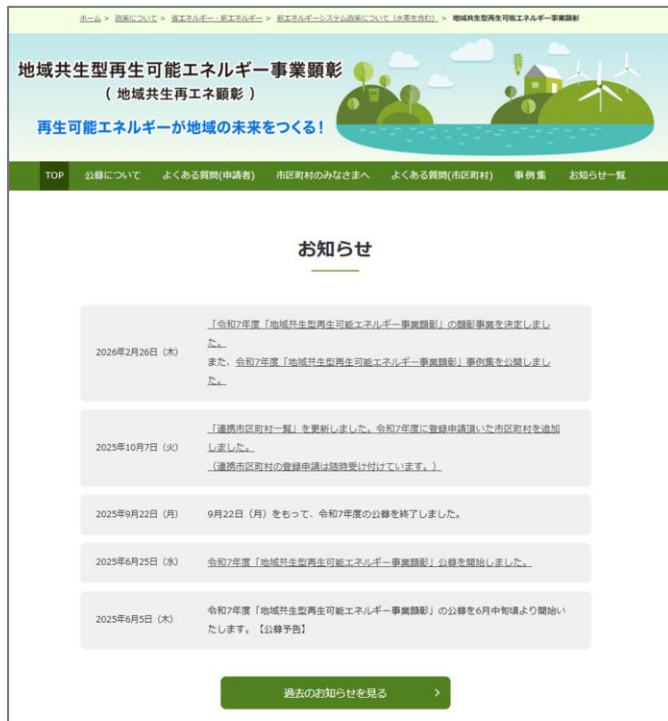 ホーム > 政策について > 省エネルギー・新エネルギー > 新エネルギーシステム政策について（水素を含む） > 地域共生型再生可能エネルギー事業顕彰
地域共生型再生可能エネルギー事業顕彰
（ 地域共生再エネ顕彰 ）
再生可能エネルギーが地域の未来をつくる！
TOP 公募について よくある質問(申請者) 市区町村のみなさまへ よくある質問(市区町村) 事例集 お知らせ一覧
お知らせ
2026年2月26日（木）
「令和7年度「地域共生型再生可能エネルギー事業顕彰」の顕彰事業を決定しまし
た。
また、令和7年度「地域共生型再生可能エネルギー事業顕彰」事例集を公開しまし
た。
2025年10月7日（火）
「連携市区町村一覧」を更新しました。令和7年度に登録申請頂いた市区町村を追加
しました。
（連携市区町村の登録申請は随時受け付けています。）
2025年9月22日（月） 9月22日（月）をもって、令和7年度の公募を終了しました。
2025年6月25日（水） 令和7年度「地域共生型再生可能エネルギー事業顕彰」公募を開始しました。
2025年6月5日（木）
令和7年度「地域共生型再生可能エネルギー事業顕彰」の公募を6月中旬頃より開始い
たします。【公募予告】
過去のお知らせを見る